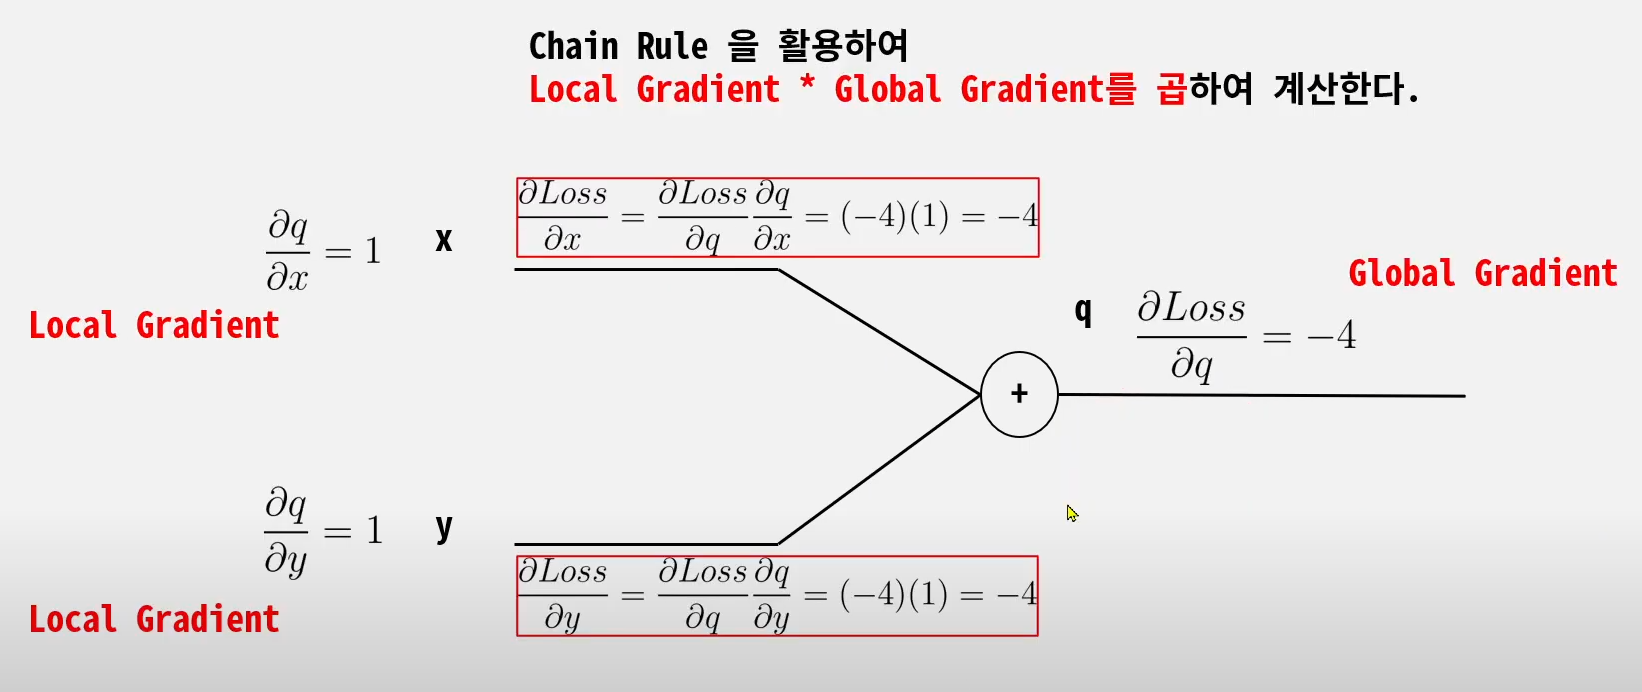 Chain Rule 을 활용하여
Local Gradient * Global Gradient를 곱하여 계산한다.
∂q/∂x = 1
x
∂Loss/∂x = ∂Loss/∂q ∂q/∂x = (−4)(1) = −4
Local Gradient
Global Gradient
q
∂Loss/∂q = −4
+
∂q/∂y = 1
y
∂Loss/∂y = ∂Loss/∂q ∂q/∂y = (−4)(1) = −4
Local Gradient